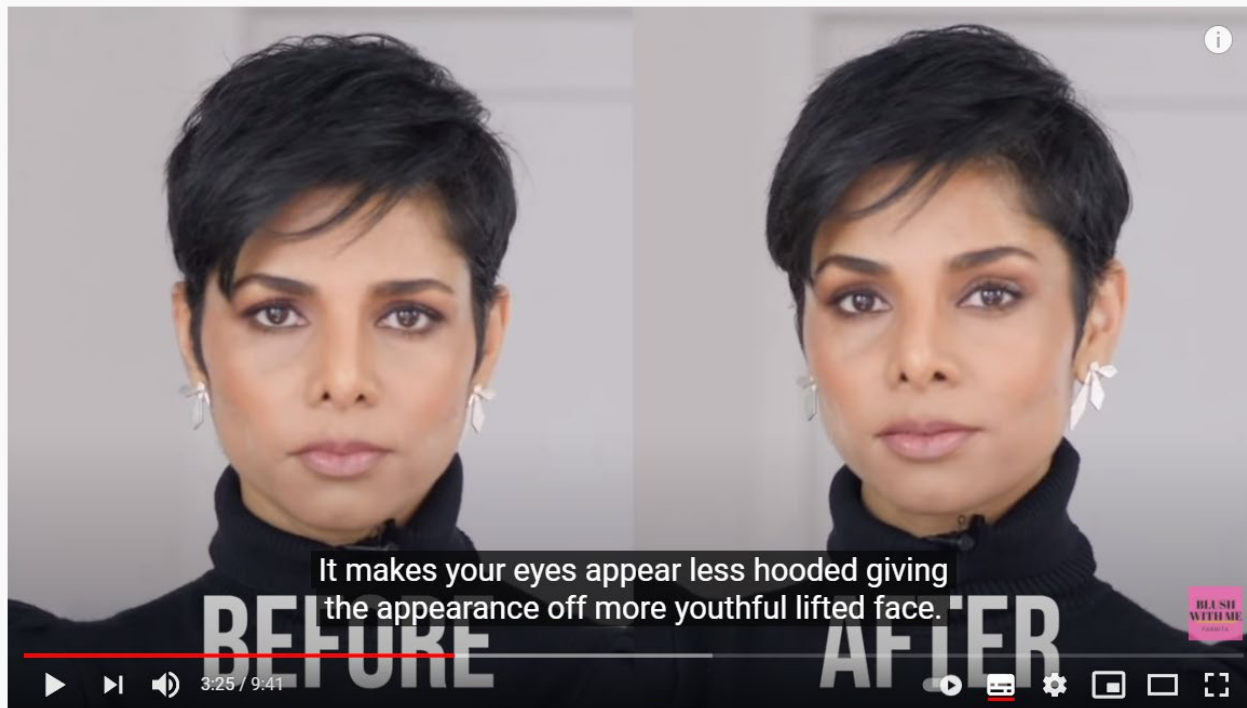 It makes your eyes appear less hooded giving
the appearance off more youthful lifted face.
BEFORE
AFTER
BLUSH
WITH ME
PARMITA
3:25 / 9:41